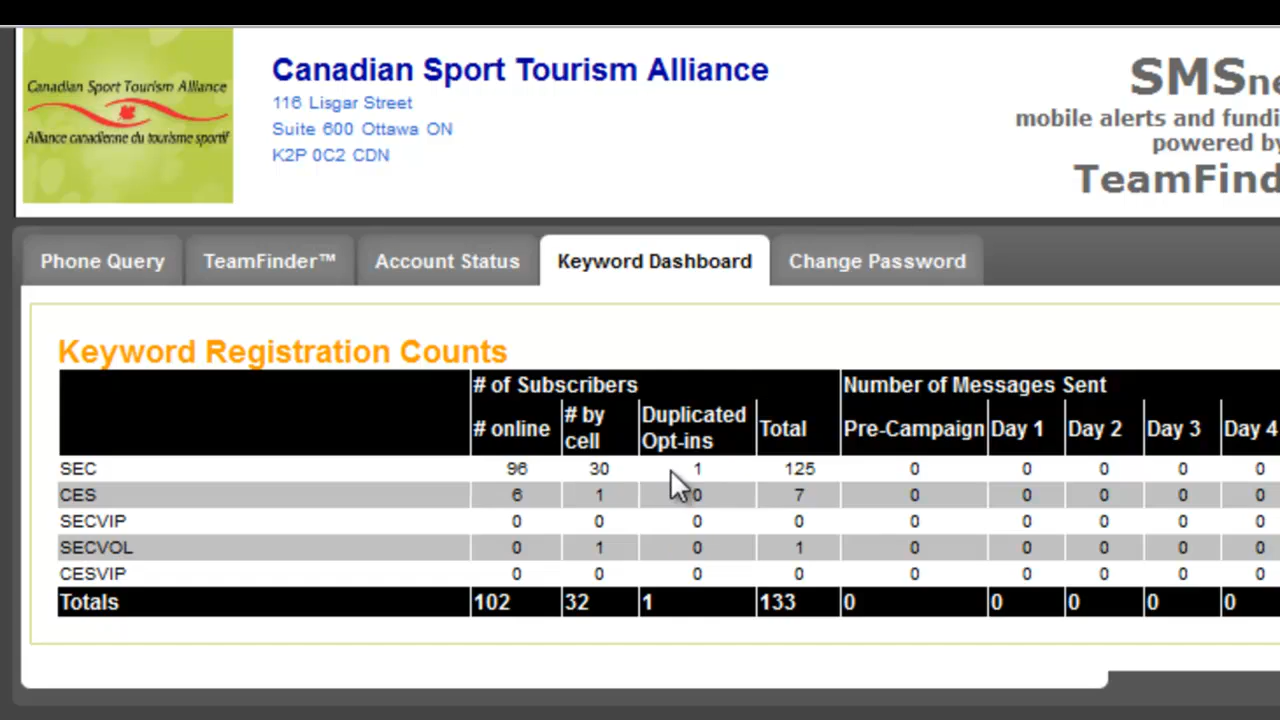 Canadian Sport Tourism Alliance
Alliance canadienne du tourisme sportif
Canadian Sport Tourism Alliance
116 Lisgar Street
Suite 600 Ottawa ON
K2P 0C2 CDN
SMSne
mobile alerts and fundi
powered by
TeamFind
Phone Query TeamFinder™ Account Status Keyword Dashboard Change Password
Keyword Registration Counts
# of Subscribers Number of Messages Sent
# online # by cell Duplicated Opt-ins Total Pre-Campaign Day 1 Day 2 Day 3 Day 4
SEC 96 30 1 125 0 0 0 0 0
CES 6 1 0 7 0 0 0 0 0
SECVIP 0 0 0 0 0 0 0 0 0
SECVOL 0 1 0 1 0 0 0 0 0
CESVIP 0 0 0 0 0 0 0 0 0
Totals 102 32 1 133 0 0 0 0 0